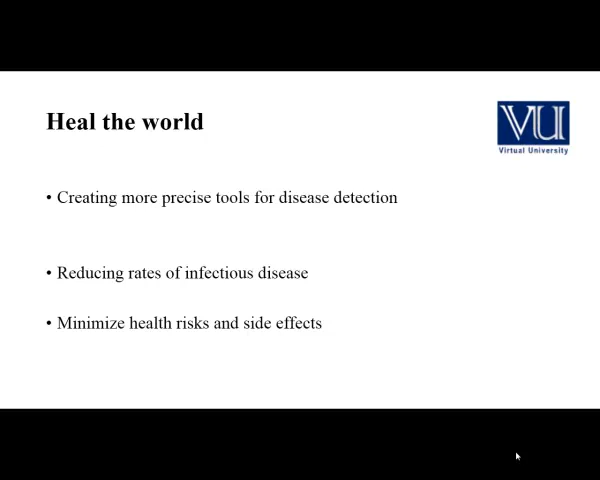 Heal the world
VU
Virtual University
• Creating more precise tools for disease detection
• Reducing rates of infectious disease
• Minimize health risks and side effects